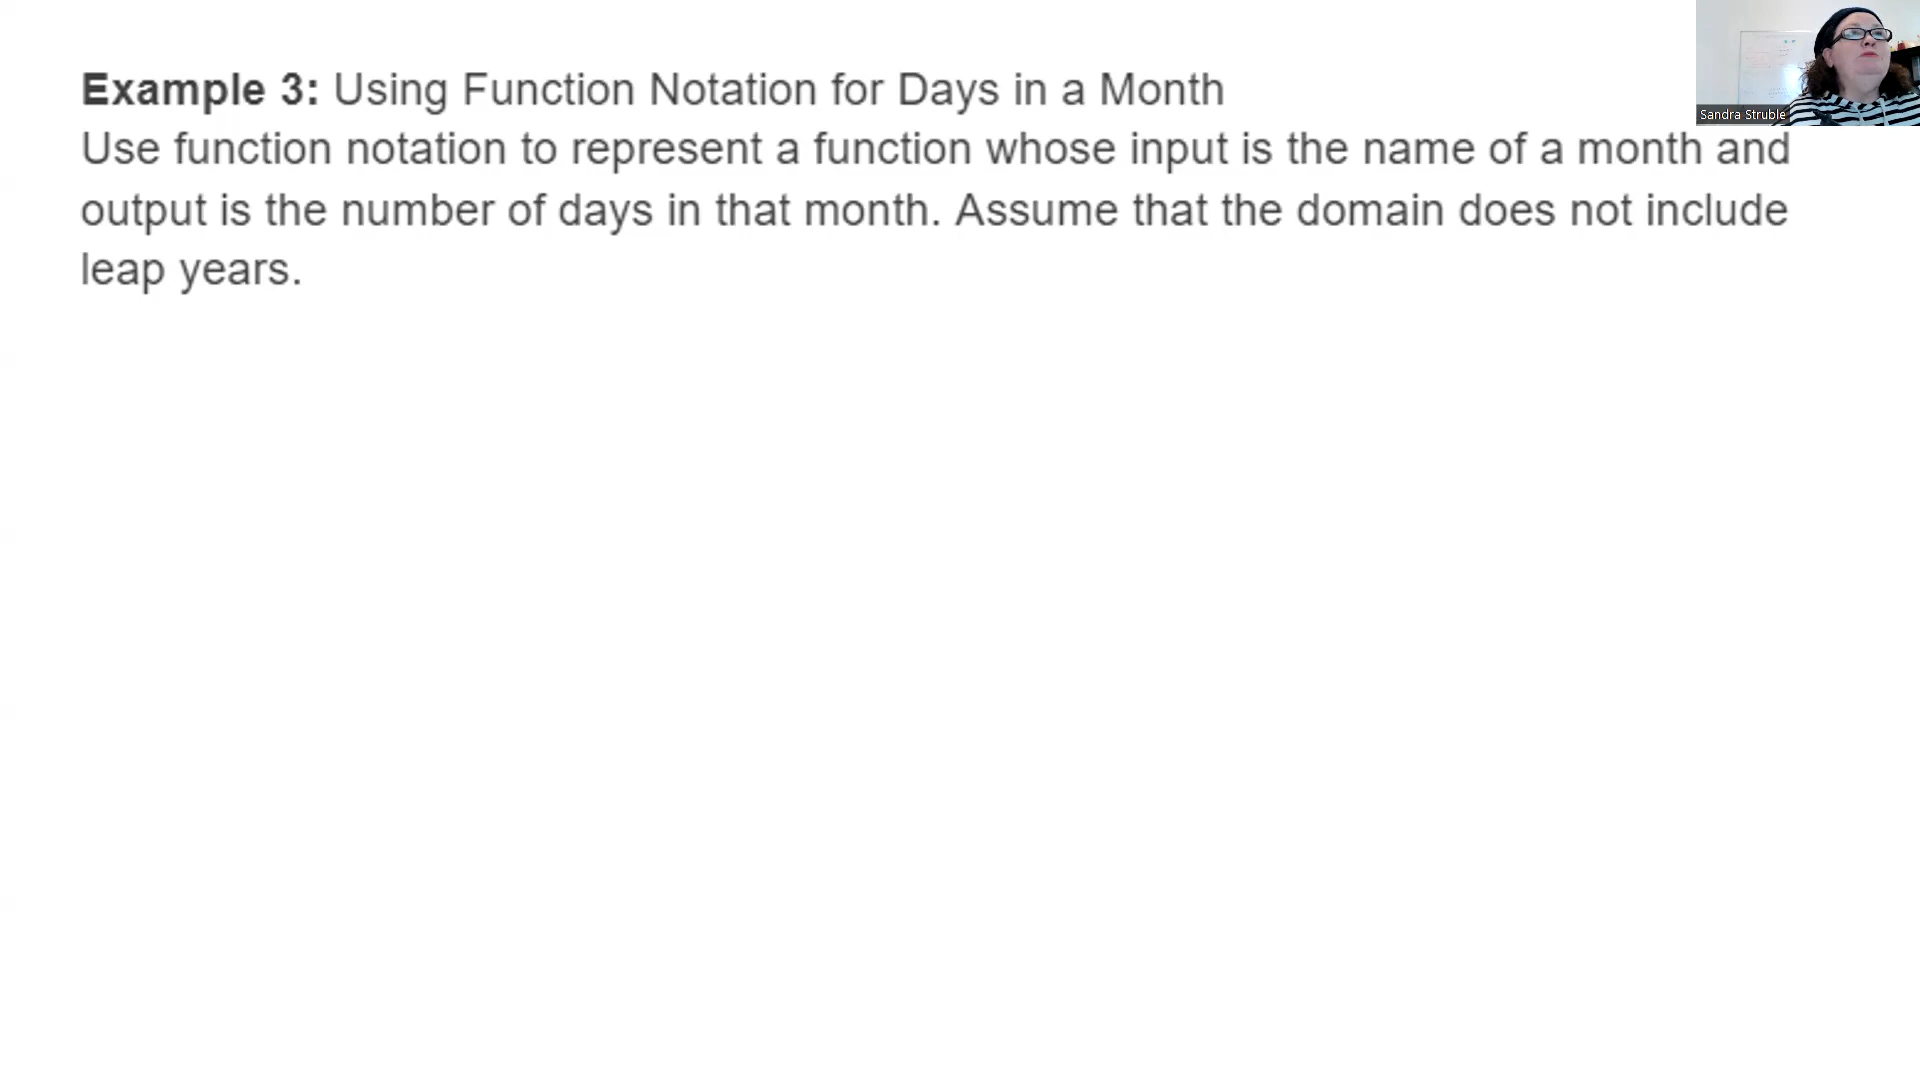 Example 3: Using Function Notation for Days in a Month
Use function notation to represent a function whose input is the name of a month and
output is the number of days in that month. Assume that the domain does not include
leap years.
Sandra Struble